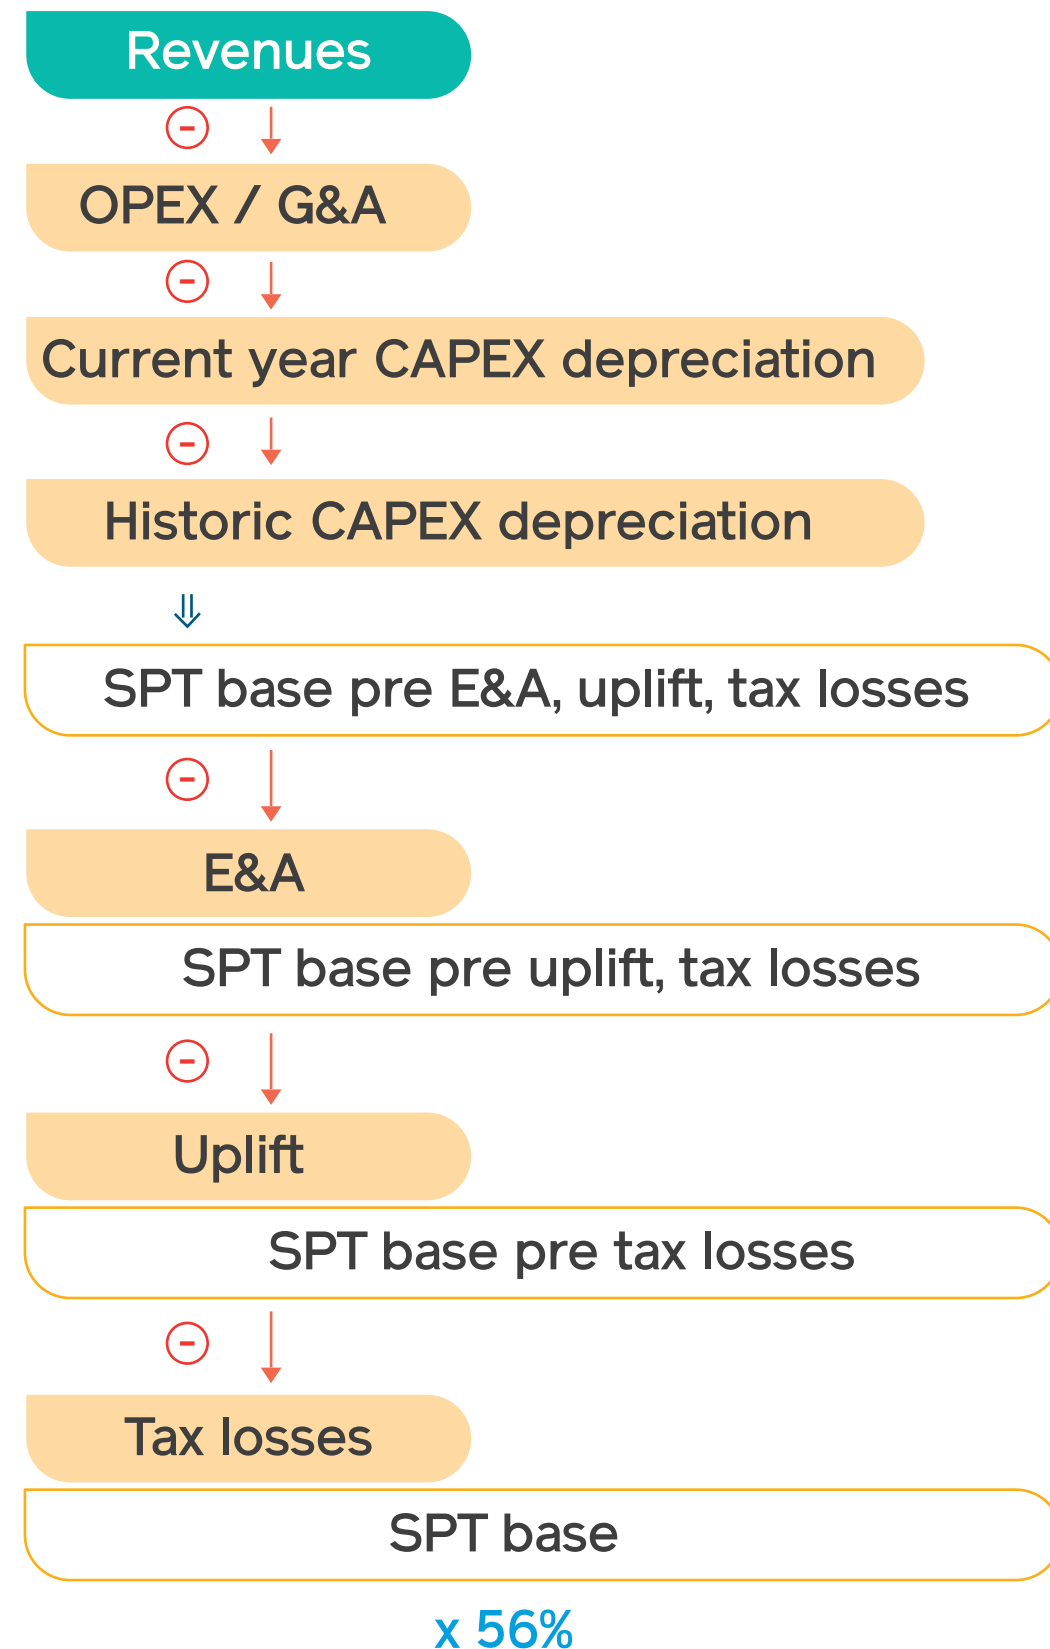 Revenues
-
OPEX / G&A
-
Current year CAPEX depreciation
-
Historic CAPEX depreciation
SPT base pre E&A, uplift, tax losses
-
E&A
SPT base pre uplift, tax losses
-
Uplift
SPT base pre tax losses
-
Tax losses
SPT base
x 56%